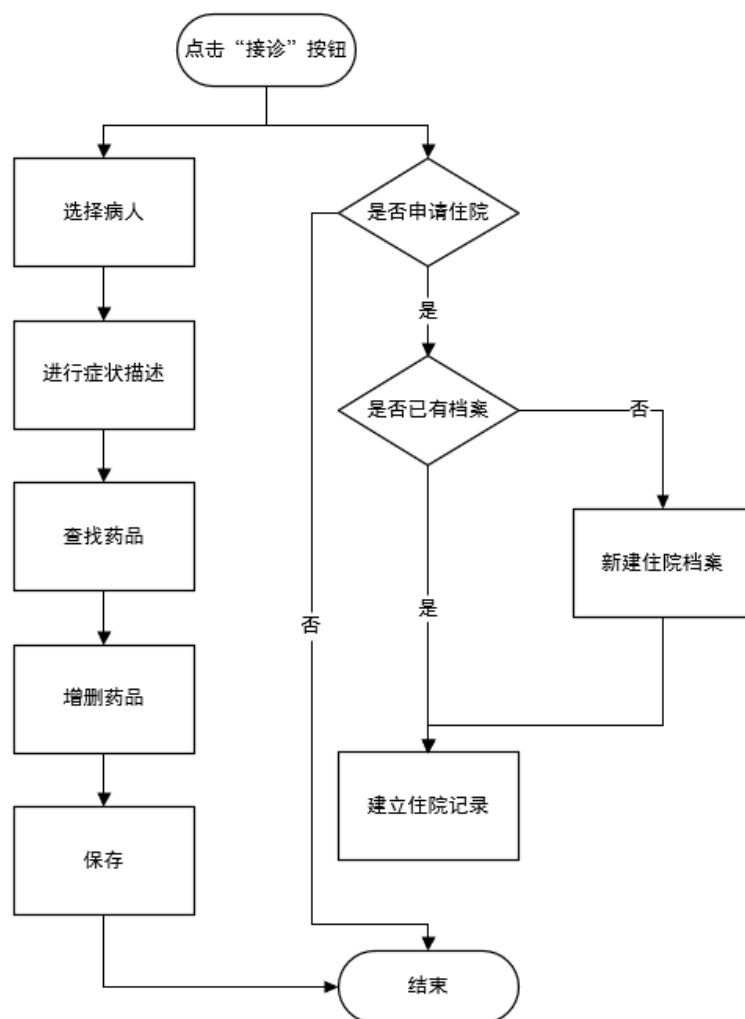 点击“接诊”按钮
选择病人
是否申请住院
是
进行症状描述
是否已有档案
否
查找药品
新建住院档案
是
否
增删药品
建立住院记录
保存
结束